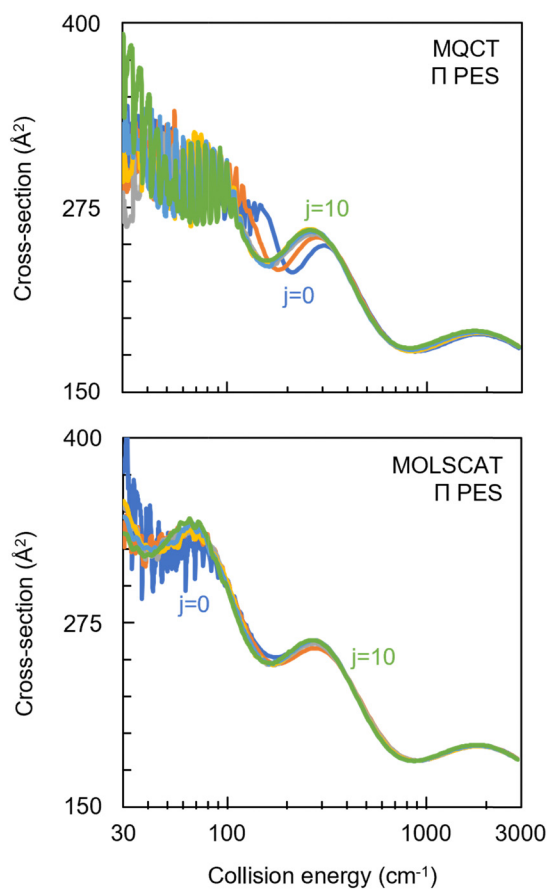 400
MQCT
Π PES
Cross-section (Å²)
275
j=10
j=0
150
400
MOLSCAT
Π PES
Cross-section (Å²)
275
j=0
j=10
150
30 100 1000 3000
Collision energy (cm⁻¹)